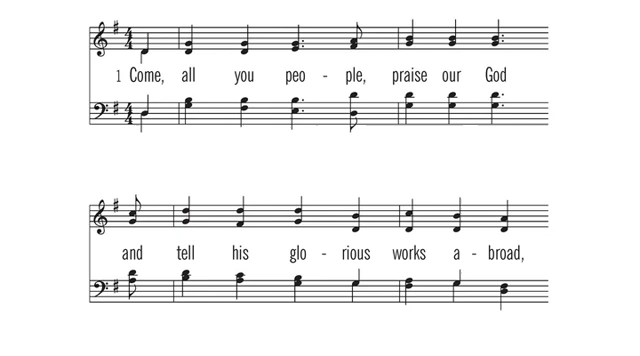 1 Come, all you peo - ple, praise our God
and tell his glo - rious works a - broad,